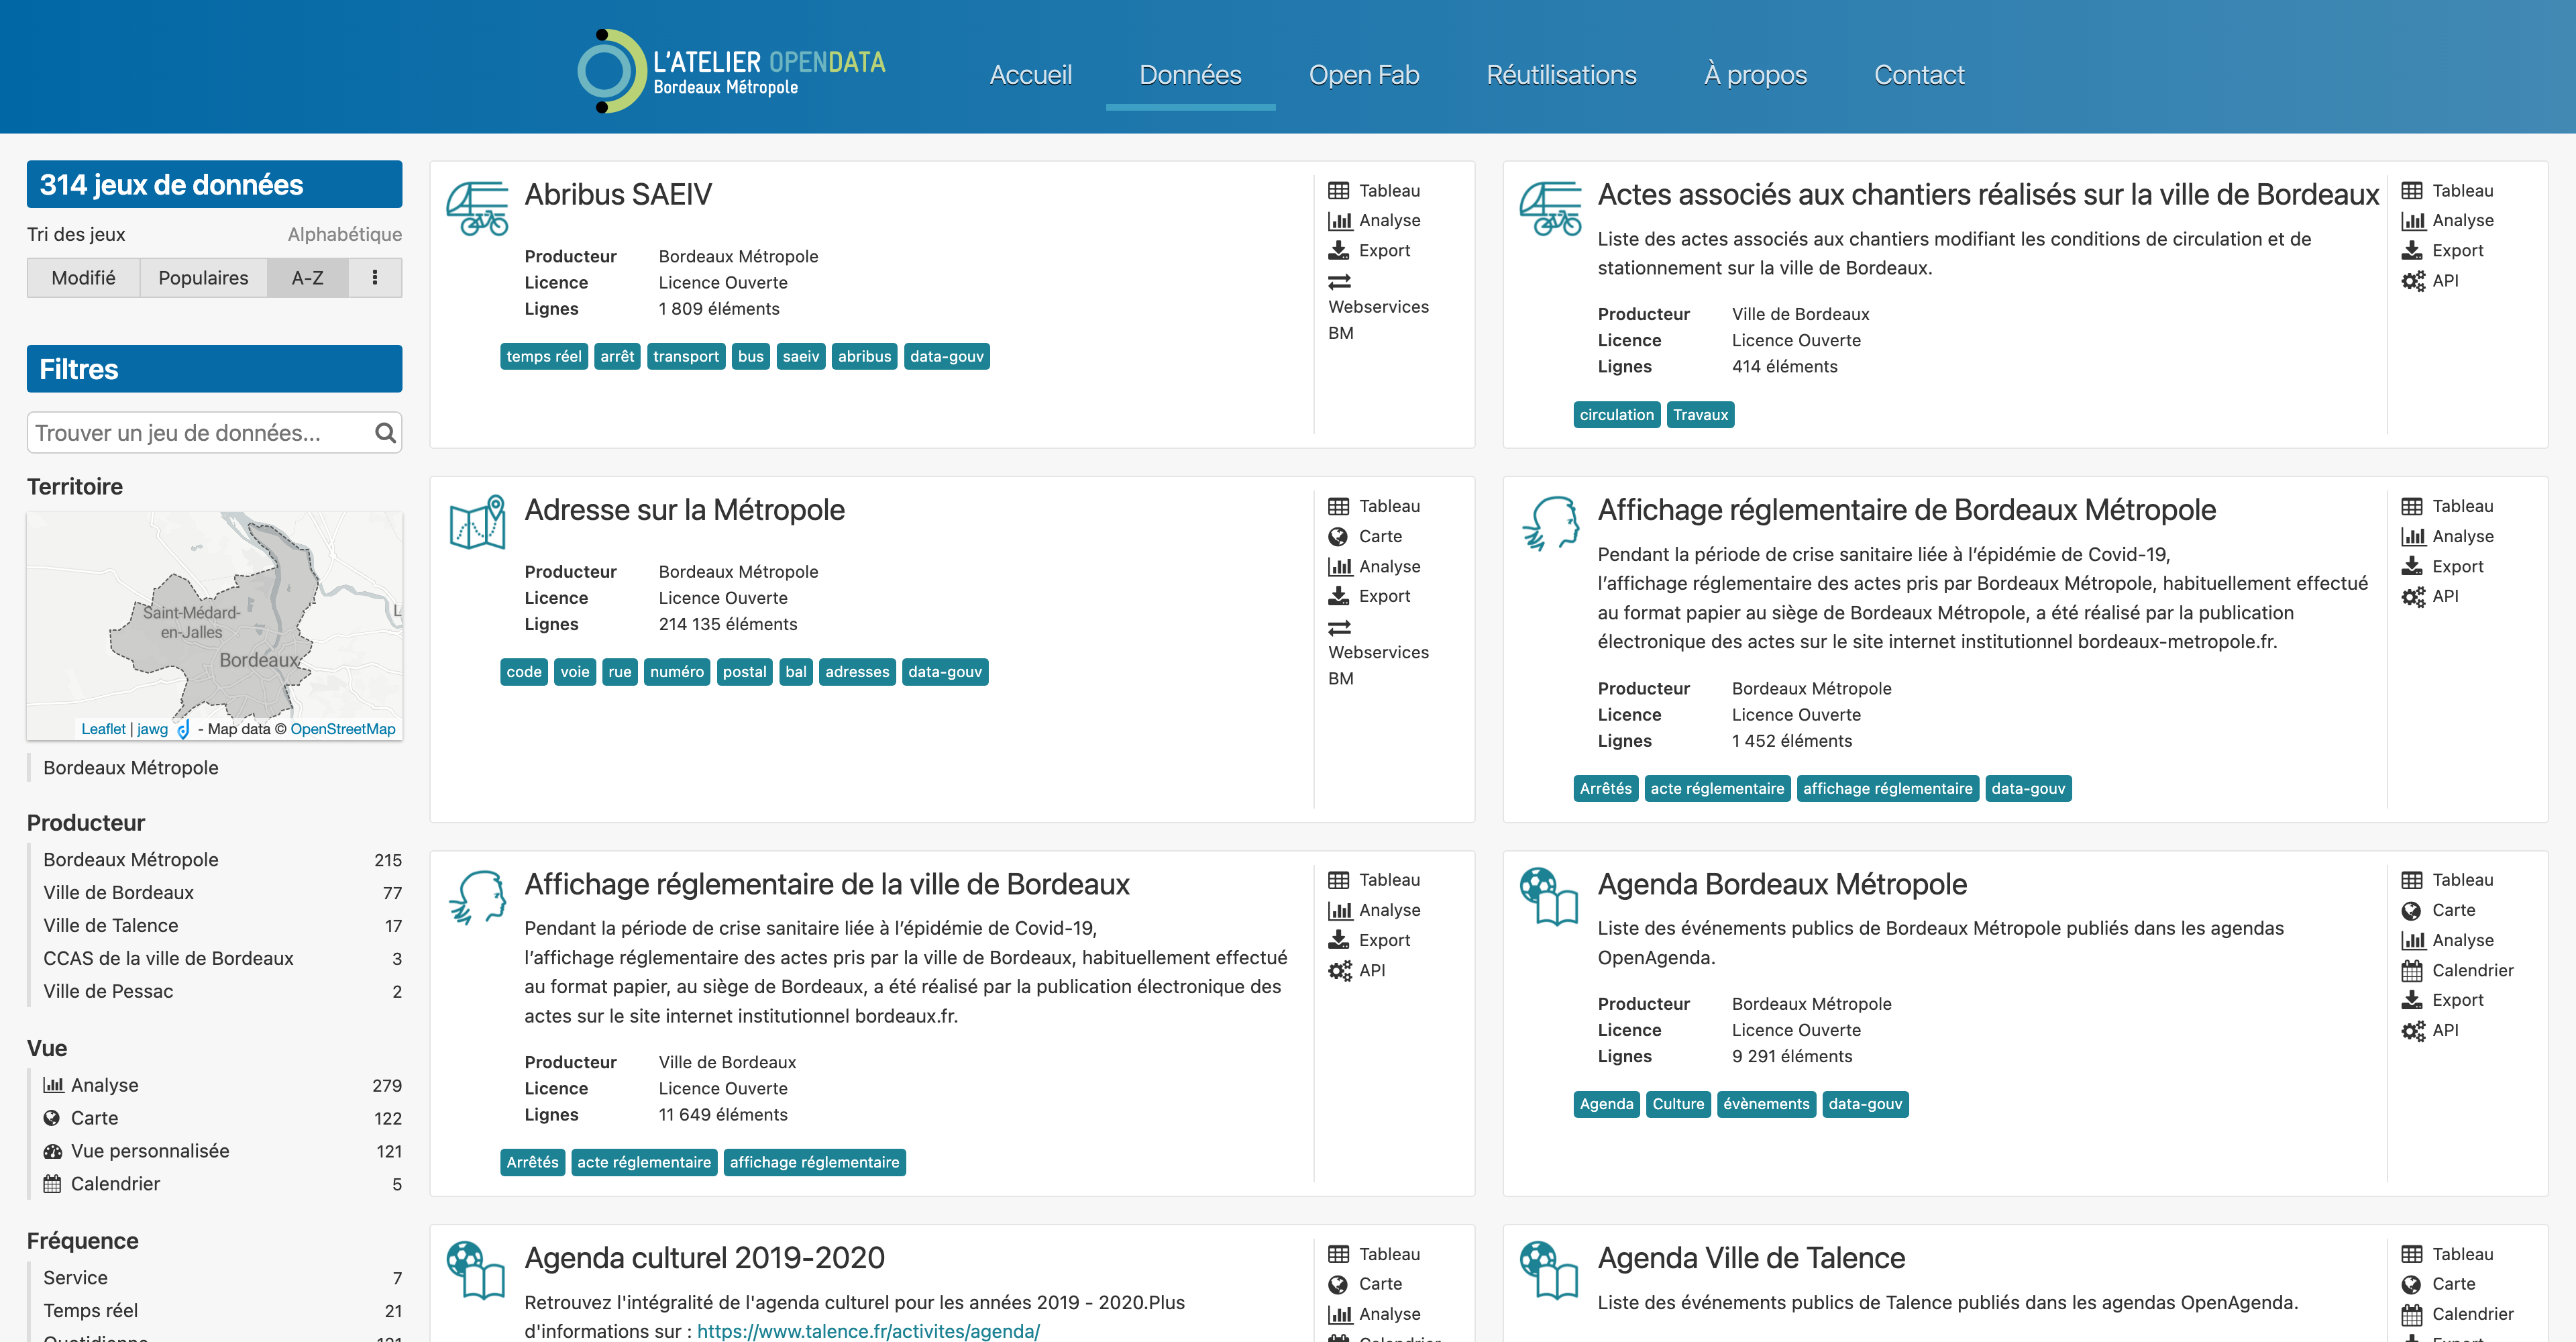 L'ATELIER OPENDATA
Bordeaux Métropole
Accueil
Données
Open Fab
Réutilisations
À propos
Contact
314 jeux de données
Tri des jeux
Alphabétique
Modifié
Populaires
A-Z
Filtres
Trouver un jeu de données...
Territoire
Saint-Médard-
en-Jalles
Bordeaux
L
Leaflet | jawg - Map data © OpenStreetMap
Bordeaux Métropole
Producteur
Bordeaux Métropole 215
Ville de Bordeaux 77
Ville de Talence 17
CCAS de la ville de Bordeaux 3
Ville de Pessac 2
Vue
Analyse 279
Carte 122
Vue personnalisée 121
Calendrier 5
Fréquence
Service 7
Temps réel 21
Abribus SAEIV
Producteur Bordeaux Métropole
Licence Licence Ouverte
Lignes 1 809 éléments
temps réel arrêt transport bus saeiv abribus data-gouv
Tableau
Analyse
Export
Webservices
BM
Actes associés aux chantiers réalisés sur la ville de Bordeaux
Liste des actes associés aux chantiers modifiant les conditions de circulation et de
stationnement sur la ville de Bordeaux.
Producteur Ville de Bordeaux
Licence Licence Ouverte
Lignes 414 éléments
circulation Travaux
Tableau
Analyse
Export
API
Adresse sur la Métropole
Producteur Bordeaux Métropole
Licence Licence Ouverte
Lignes 214 135 éléments
code voie rue numéro postal bal adresses data-gouv
Tableau
Carte
Analyse
Export
Webservices
BM
Affichage réglementaire de Bordeaux Métropole
Pendant la période de crise sanitaire liée à l'épidémie de Covid-19,
l'affichage réglementaire des actes pris par Bordeaux Métropole, habituellement effectué
au format papier au siège de Bordeaux Métropole, a été réalisé par la publication
électronique des actes sur le site internet institutionnel bordeaux-metropole.fr.
Producteur Bordeaux Métropole
Licence Licence Ouverte
Lignes 1 452 éléments
Arrêtés acte réglementaire affichage réglementaire data-gouv
Tableau
Analyse
Export
API
Affichage réglementaire de la ville de Bordeaux
Pendant la période de crise sanitaire liée à l'épidémie de Covid-19,
l'affichage réglementaire des actes pris par la ville de Bordeaux, habituellement effectué
au format papier, au siège de Bordeaux, a été réalisé par la publication électronique des
actes sur le site internet institutionnel bordeaux.fr.
Producteur Ville de Bordeaux
Licence Licence Ouverte
Lignes 11 649 éléments
Arrêtés acte réglementaire affichage réglementaire
Tableau
Analyse
Export
API
Agenda Bordeaux Métropole
Liste des événements publics de Bordeaux Métropole publiés dans les agendas
OpenAgenda.
Producteur Bordeaux Métropole
Licence Licence Ouverte
Lignes 9 291 éléments
Agenda Culture évènements data-gouv
Tableau
Carte
Analyse
Calendrier
Export
API
Agenda culturel 2019-2020
Retrouvez l'intégralité de l'agenda culturel pour les années 2019 - 2020.Plus
d'informations sur : https://www.talence.fr/activites/agenda/
Tableau
Carte
Analyse
Agenda Ville de Talence
Liste des événements publics de Talence publiés dans les agendas OpenAgenda.
Tableau
Carte
Calendrier